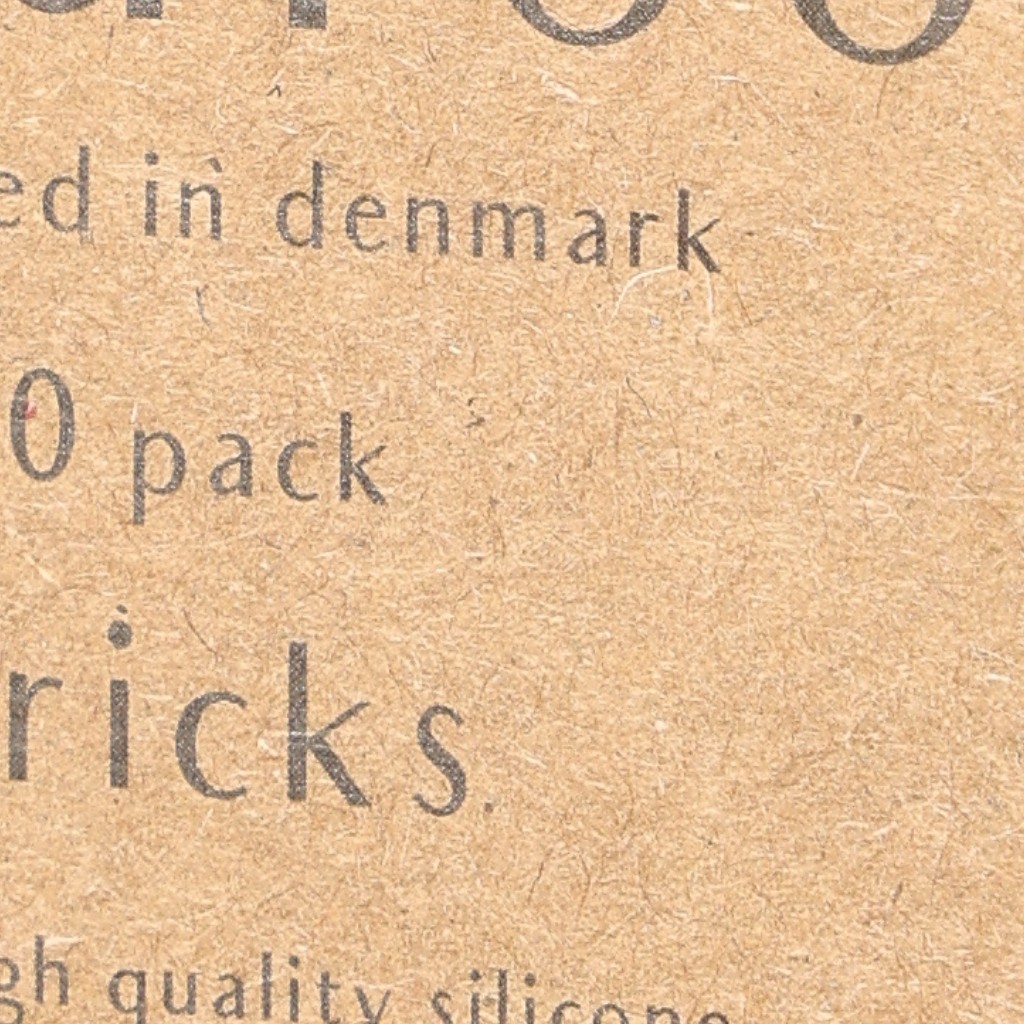 ed in denmark
0 pack
ricks
gh quality silicone